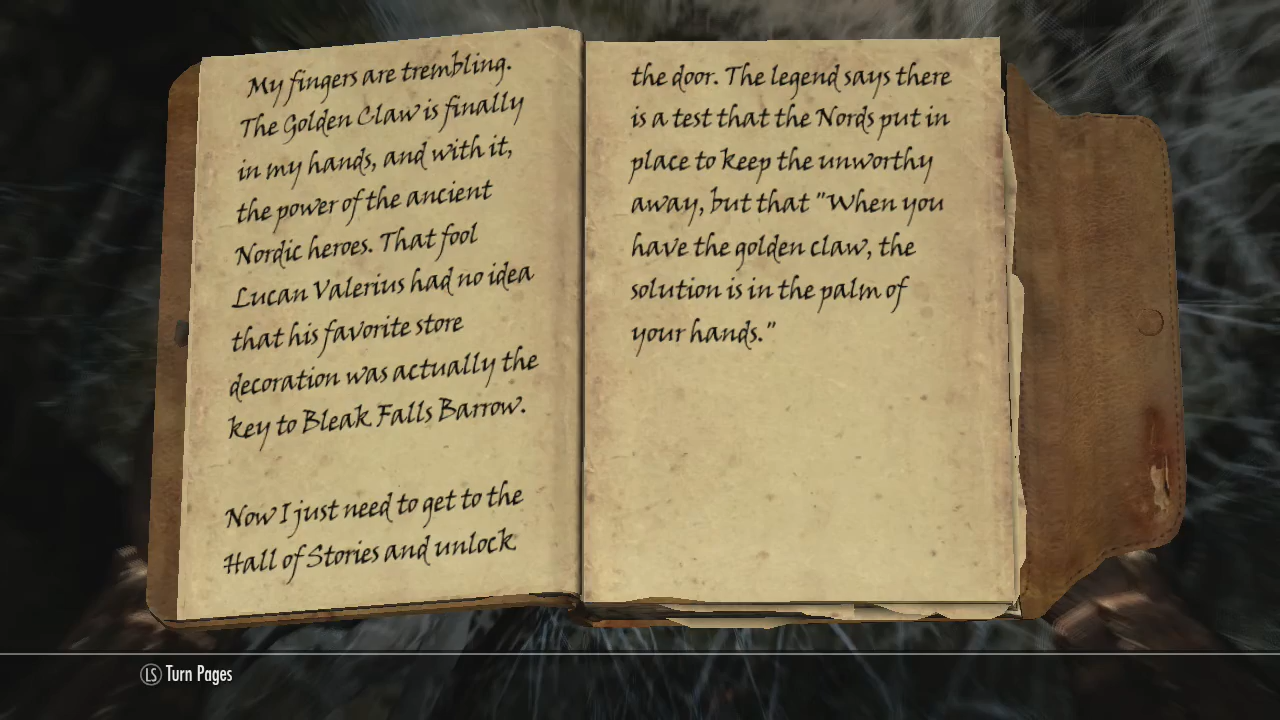 My fingers are trembling.
The Golden Claw is finally
in my hands, and with it,
the power of the ancient
Nordic heroes. That fool
Lucan Valerius had no idea
that his favorite store
decoration was actually the
key to Bleak Falls Barrow.
Now I just need to get to the
Hall of Stories and unlock
the door. The legend says there
is a test that the Nords put in
place to keep the unworthy
away, but that "When you
have the golden claw, the
solution is in the palm of
your hands."
LS Turn Pages